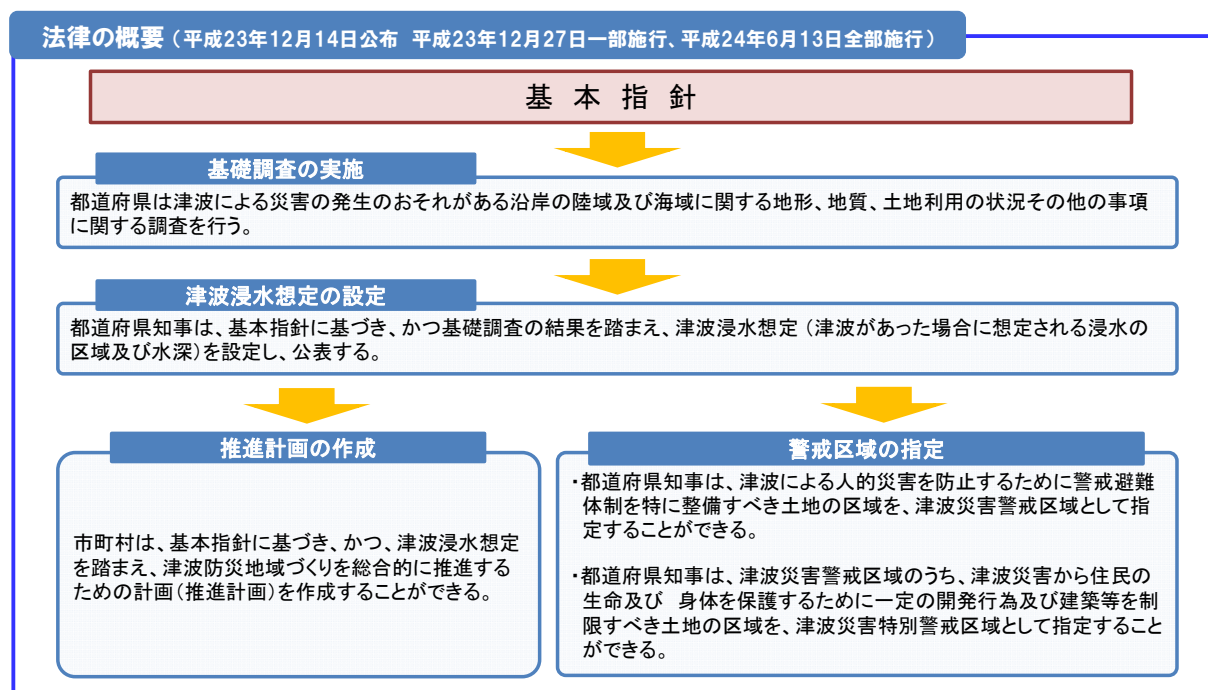 法律の概要（平成23年12月14日公布 平成23年12月27日一部施行、平成24年6月13日全部施行）
基 本 指 針
基礎調査の実施
都道府県は津波による災害の発生のおそれがある沿岸の陸域及び海域に関する地形、地質、土地利用の状況その他の事項
に関する調査を行う。
津波浸水想定の設定
都道府県知事は、基本指針に基づき、かつ基礎調査の結果を踏まえ、津波浸水想定（津波があった場合に想定される浸水の
区域及び水深）を設定し、公表する。
推進計画の作成
市町村は、基本指針に基づき、かつ、津波浸水想定
を踏まえ、津波防災地域づくりを総合的に推進する
ための計画（推進計画）を作成することができる。
警戒区域の指定
・都道府県知事は、津波による人的災害を防止するために警戒避難
体制を特に整備すべき土地の区域を、津波災害警戒区域として指
定することができる。
・都道府県知事は、津波災害警戒区域のうち、津波災害から住民の
生命及び 身体を保護するために一定の開発行為及び建築等を制
限すべき土地の区域を、津波災害特別警戒区域として指定すること
ができる。